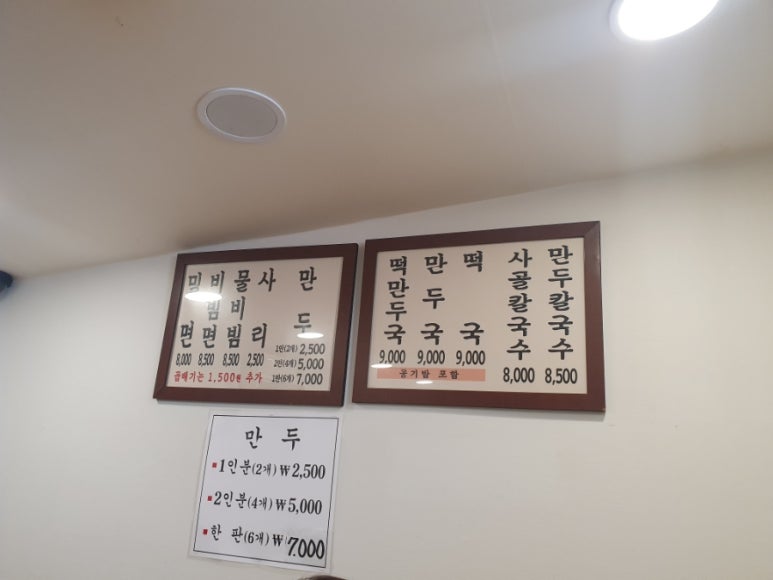 밀면
비빔면
물비빔
사리
만두
8,000 8,500 8,500 2,500
1인(2개) 2,500
2인(4개) 5,000
1판(6개) 7,000
곱배기는 1,500원 추가
떡만두국
만두국
떡국
사골칼국수
만두칼국수
9,000 9,000 9,000 8,000 8,500
공기밥 포함
만 두
1인분(2개) ₩2,500
2인분(4개) ₩5,000
한 판(6개) ₩7,000